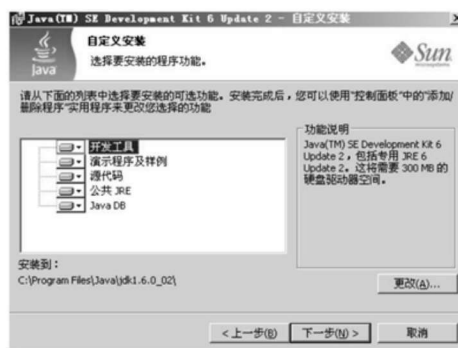 Java(TM) SE Development Kit 6 Update 2 - 自定义安装
自定义安装
选择要安装的程序功能。
Java
Sun
microsystems
请从下面的列表中选择要安装的可选功能。安装完成后，您可以使用"控制面板"中的"添加/
删除程序"实用程序来更改您选择的功能
开发工具
演示程序及样例
源代码
公共 JRE
Java DB
功能说明
Java(TM) SE Development Kit 6
Update 2，包括专用 JRE 6
Update 2。这将需要 300 MB 的
硬盘驱动器空间。
安装到：
C:\Program Files\Java\jdk1.6.0_02\
更改(A)...
<上一步(B)
下一步(N)>
取消